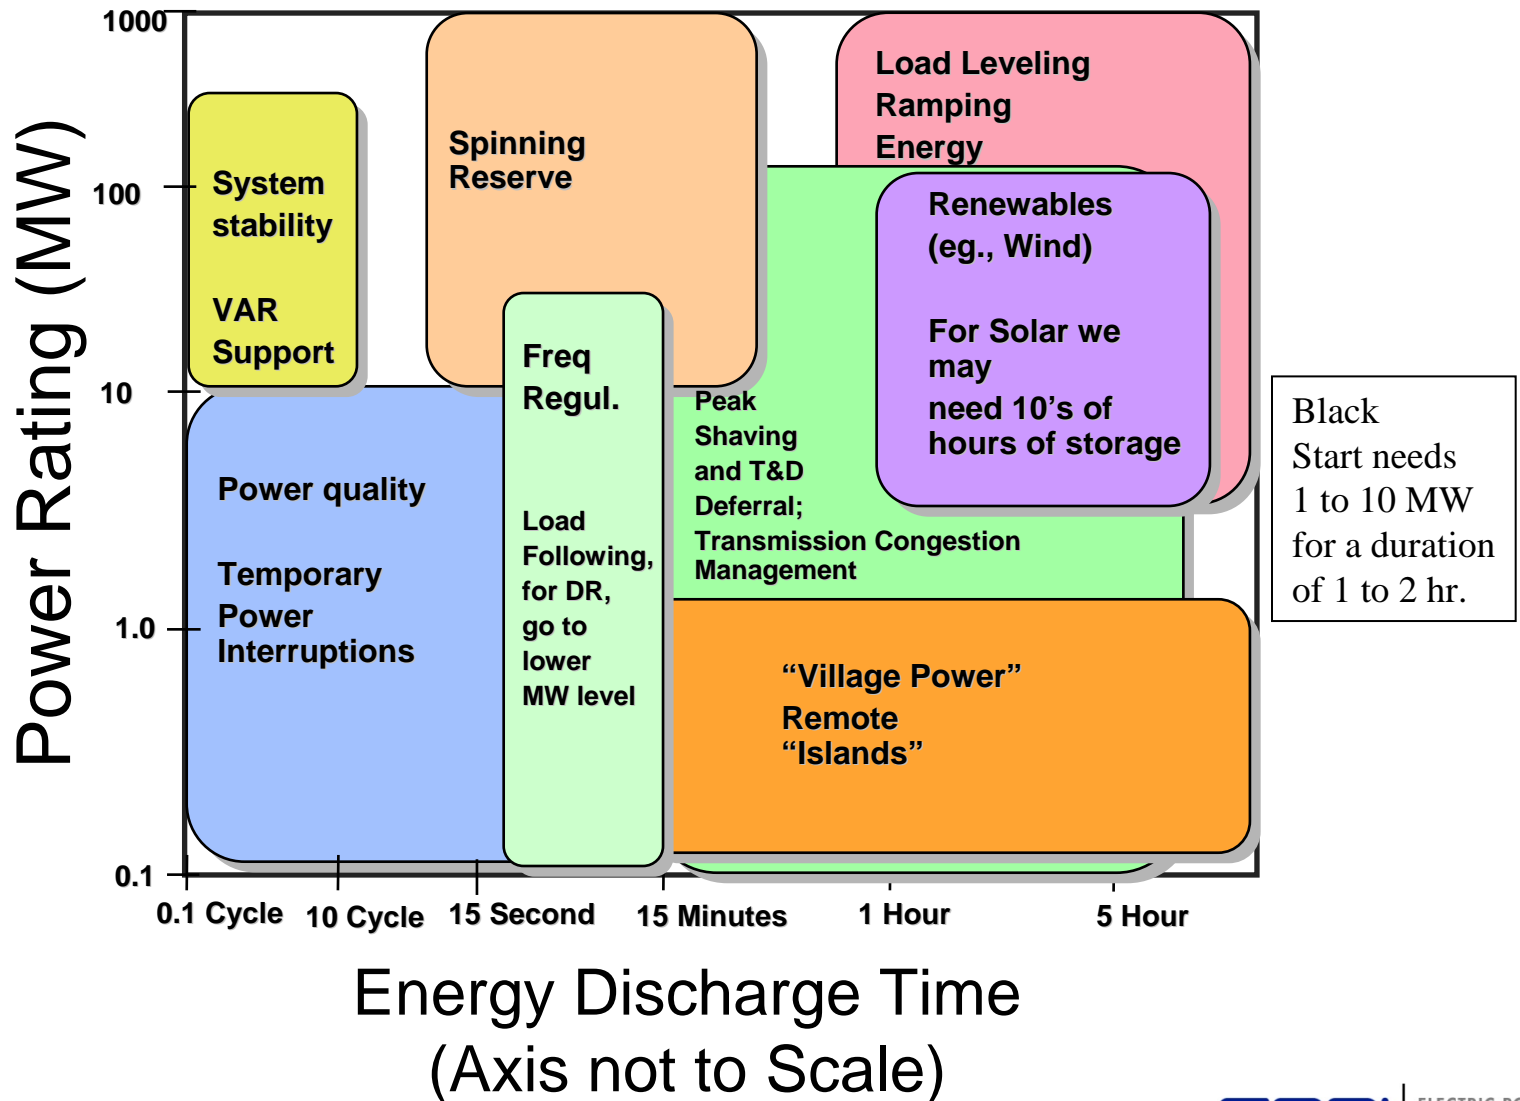 Power Rating (MW)
1000
100
10
1.0
0.1
System
stability
VAR
Support
Spinning
Reserve
Load Leveling
Ramping
Energy
Renewables
(eg., Wind)
For Solar we
may
need 10’s of
hours of storage
Freq
Regul.
Load
Following,
for DR,
go to
lower
MW level
Peak
Shaving
and T&D
Deferral;
Transmission Congestion
Management
Power quality
Temporary
Power
Interruptions
“Village Power”
Remote
“Islands”
Black
Start needs
1 to 10 MW
for a duration
of 1 to 2 hr.
0.1 Cycle 10 Cycle 15 Second 15 Minutes 1 Hour 5 Hour
Energy Discharge Time
(Axis not to Scale)